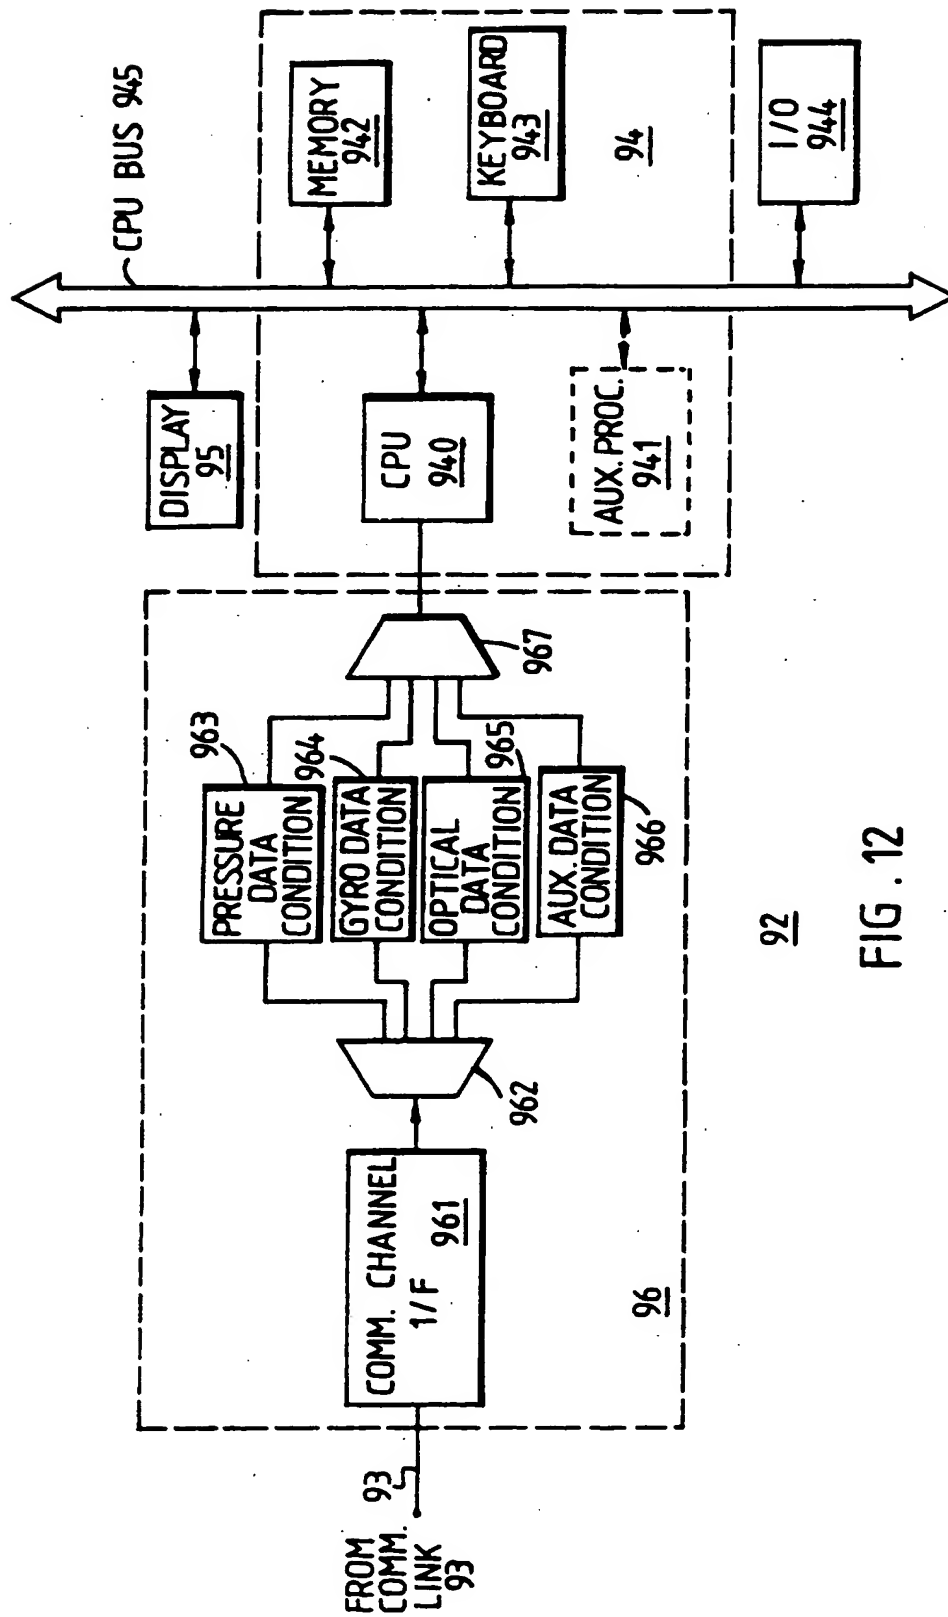 CPU BUS 945
DISPLAY
95
MEMORY
942
KEYBOARD
943
94
I/O
944
CPU
940
AUX. PROC.
941
FROM
COMM.
LINK
93
93
COMM. CHANNEL
1/F
961
962
PRESSURE
DATA
CONDITION
963
GYRO DATA
CONDITION
964
OPTICAL
DATA
CONDITION
965
AUX. DATA
CONDITION
966
967
96
92
FIG. 12